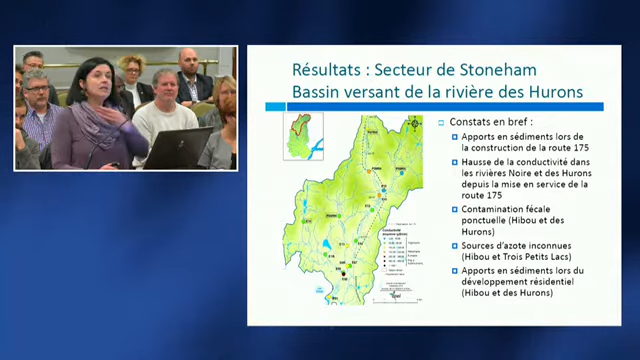 Résultats : Secteur de Stoneham
Bassin versant de la rivière des Hurons
Constats en bref :
Apports en sédiments lors de
la construction de la route 175
Hausse de la conductivité dans
les rivières Noire et des Hurons
depuis la mise en service de la
route 175
Contamination fécale
ponctuelle (Hibou et des
Hurons)
Sources d'azote inconnues
(Hibou et Trois Petits Lacs)
Apports en sédiments lors du
développement résidentiel
(Hibou et des Hurons)